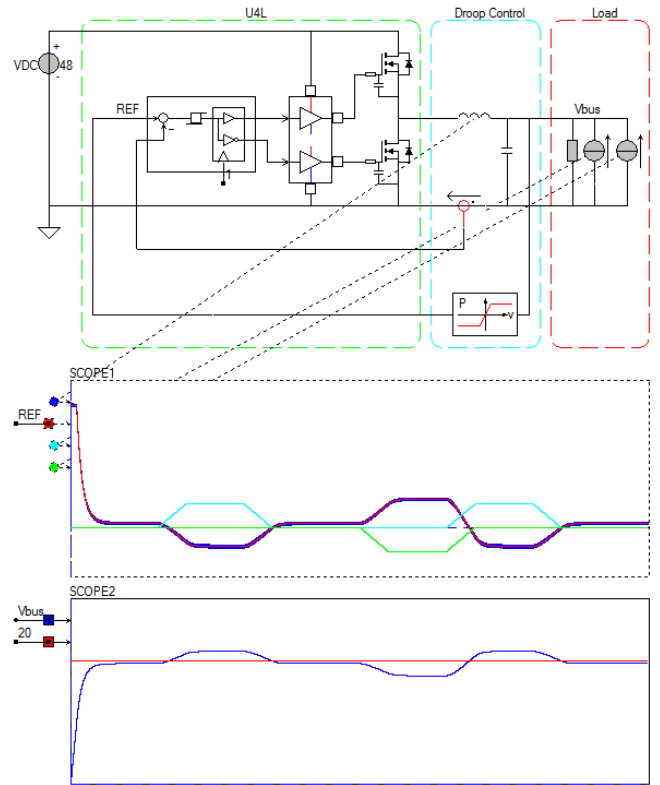 U4L Droop Control Load
VDC 48
+
-
REF
-
1
Vbus
P
v
SCOPE1
REF
SCOPE2
Vbus
20